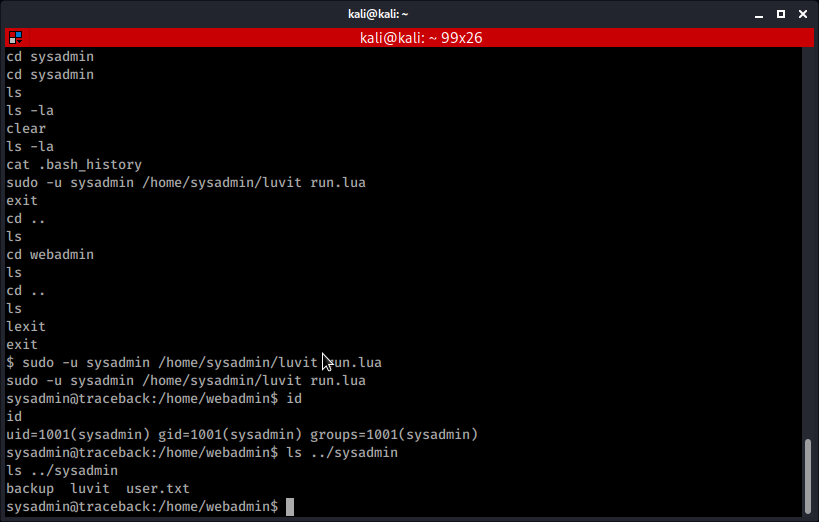 kali@kali: ~
kali@kali: ~ 99x26
cd sysadmin
cd sysadmin
ls
ls -la
clear
ls -la
cat .bash_history
sudo -u sysadmin /home/sysadmin/luvit run.lua
exit
cd ..
ls
cd webadmin
ls
cd ..
ls
lexit
exit
$ sudo -u sysadmin /home/sysadmin/luvit run.lua
sudo -u sysadmin /home/sysadmin/luvit run.lua
sysadmin@traceback:/home/webadmin$ id
id
uid=1001(sysadmin) gid=1001(sysadmin) groups=1001(sysadmin)
sysadmin@traceback:/home/webadmin$ ls ../sysadmin
ls ../sysadmin
backup  luvit  user.txt
sysadmin@traceback:/home/webadmin$